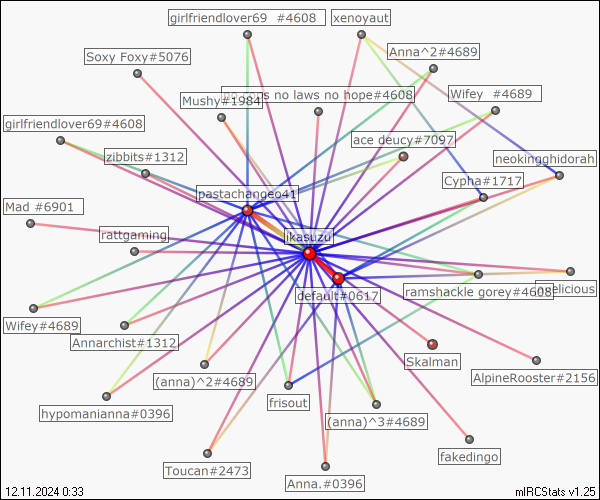 girlfriendlover69 #4608
xenoyaut
Soxy Foxy#5076
Anna^2#4689
Mushy#1984
no laws no hope#4608
Wifey #4689
girlfriendlover69#4608
ace deucy#7097
zibbits#1312
neokingghidorah
Cypha#1717
pastachangeo41
Mad #6901
rattgaming
ikasuzu
default#0617
ramshackle gorey#4608
Wifey#4689
Annarchist#1312
Skalman
(anna)^2#4689
AlpineRooster#2156
hypomanianna#0396
frisout
(anna)^3#4689
fakedingo
Toucan#2473
Anna.#0396
12.11.2024 0:33
mIRCStats v1.25